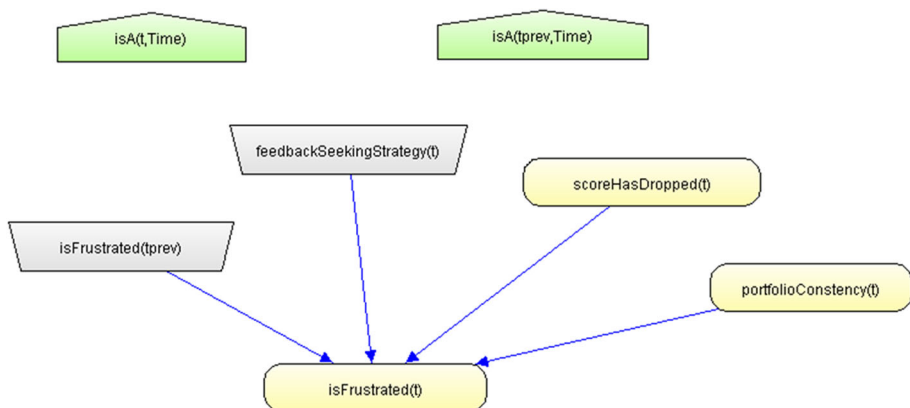 isA(t,Time)
isA(tprev,Time)
feedbackSeekingStrategy(t)
scoreHasDropped(t)
isFrustrated(tprev)
portfolioConstency(t)
isFrustrated(t)